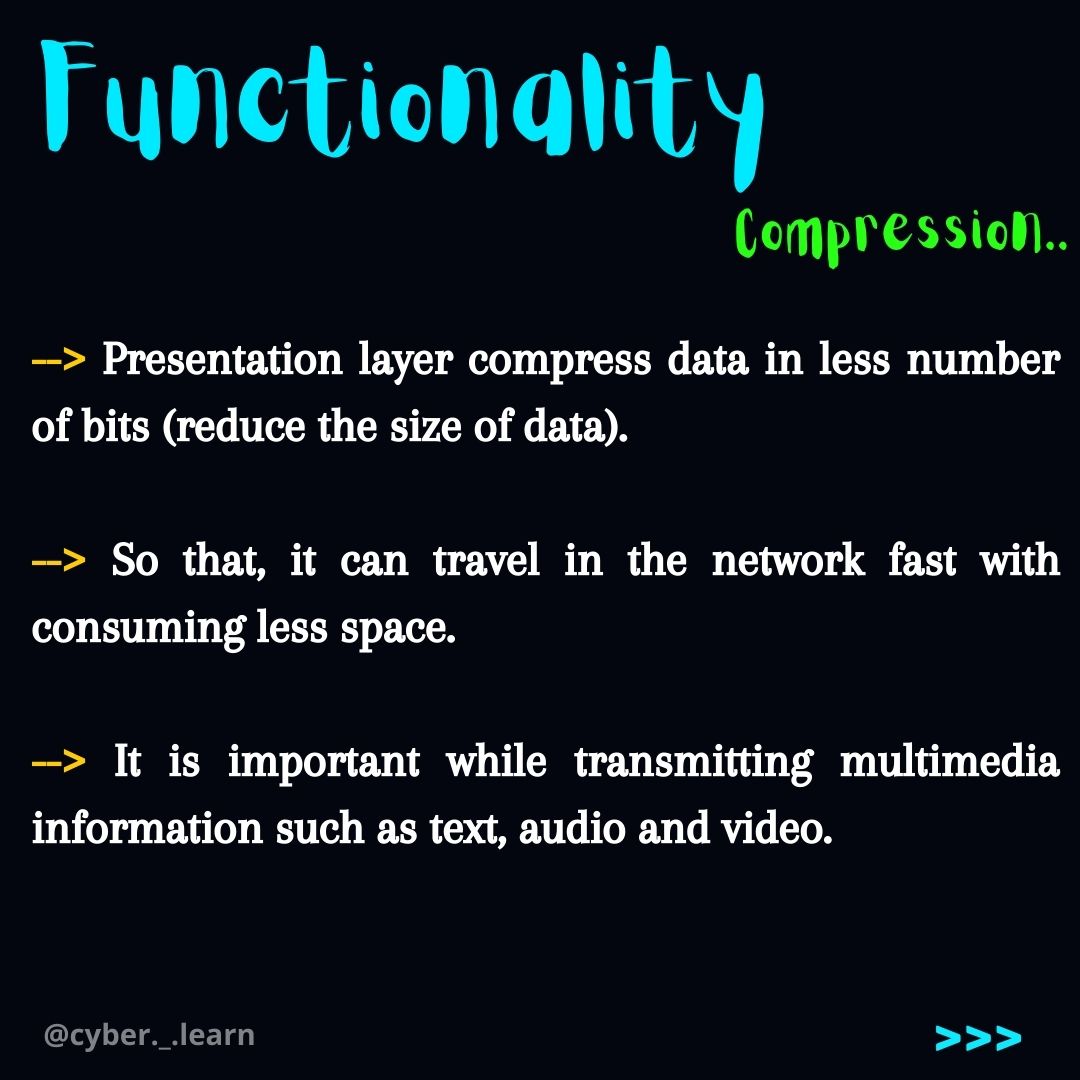 Functionality
Compression..
--> Presentation layer compress data in less number
of bits (reduce the size of data).
--> So that, it can travel in the network fast with
consuming less space.
--> It is important while transmitting multimedia
information such as text, audio and video.
@cyber._.learn
>>>